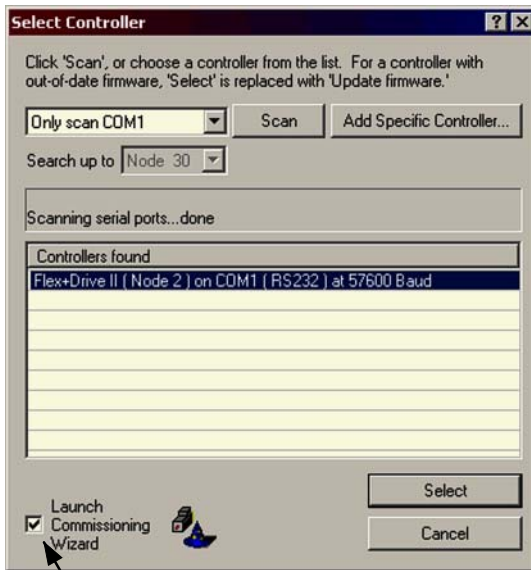 Select Controller
Click 'Scan', or choose a controller from the list. For a controller with
out-of-date firmware, 'Select' is replaced with 'Update firmware.'
Only scan COM1
Scan
Add Specific Controller...
Search up to
Node 30
Scanning serial ports...done
Controllers found
Flex+Drive II ( Node 2 ) on COM1 ( RS232 ) at 57600 Baud
Select
Launch
Commissioning
Wizard
Cancel